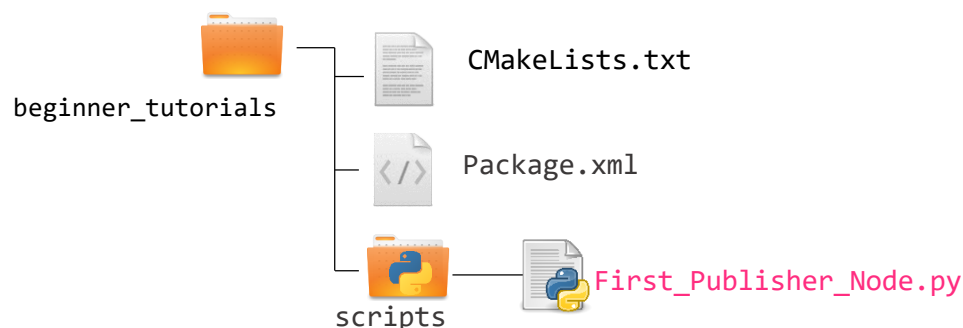 CMakeLists.txt
beginner_tutorials
</> Package.xml
First_Publisher_Node.py
scripts